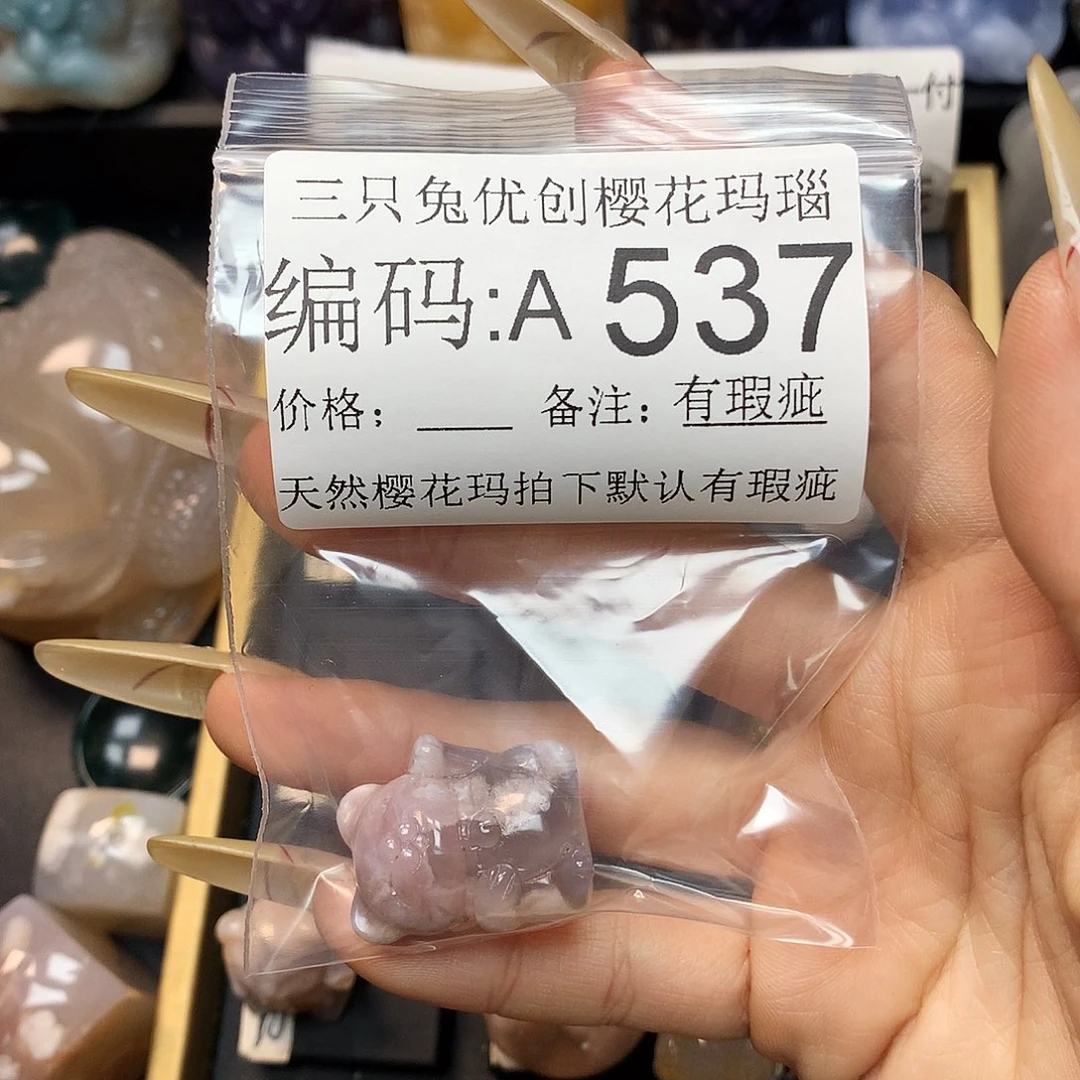 三只兔优创樱花玛瑙
编码:A 537
价格；____ 备注：有瑕疵
天然樱花玛拍下默认有瑕疵
付